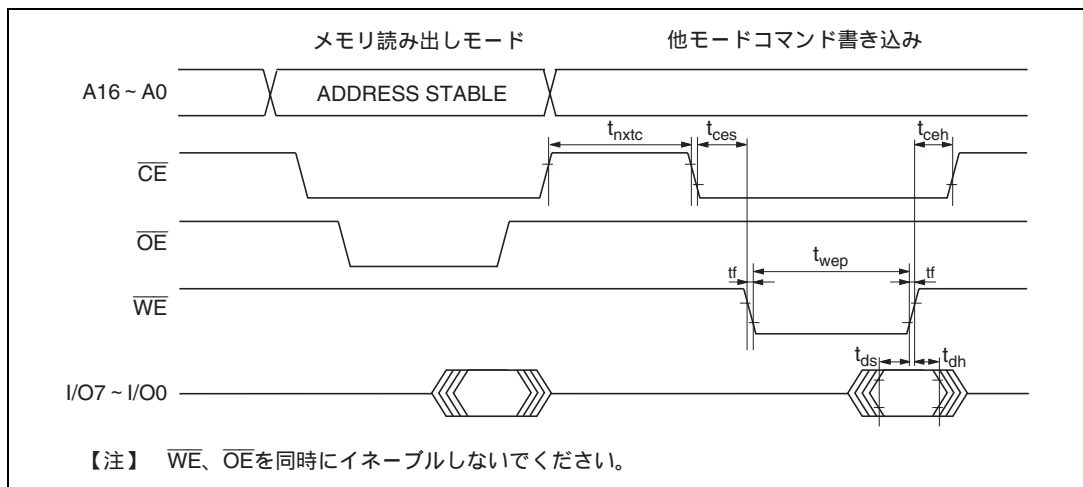 メモリ読み出しモード 他モードコマンド書き込み
A16 ~ A0 ADDRESS STABLE
tnxtc tces tceh
CE
OE
twep
tf tf
WE
tds tdh
I/O7 ~ I/O0
【注】 WE、OEを同時にイネーブルしないでください。